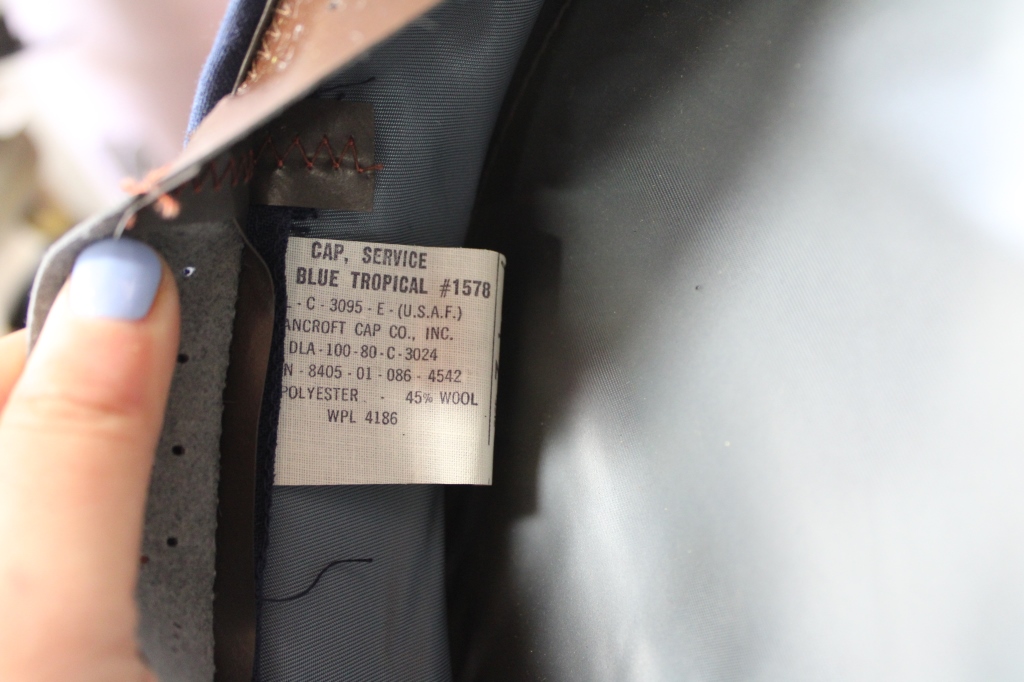 CAP, SERVICE
BLUE TROPICAL #1578
- C - 3095 - E - (U.S.A.F.)
ANCROFT CAP CO., INC.
DLA - 100 - 80 - C - 3024
N - 8405 - 01 - 086 - 4542
POLYESTER - 45% WOOL
WPL 4186